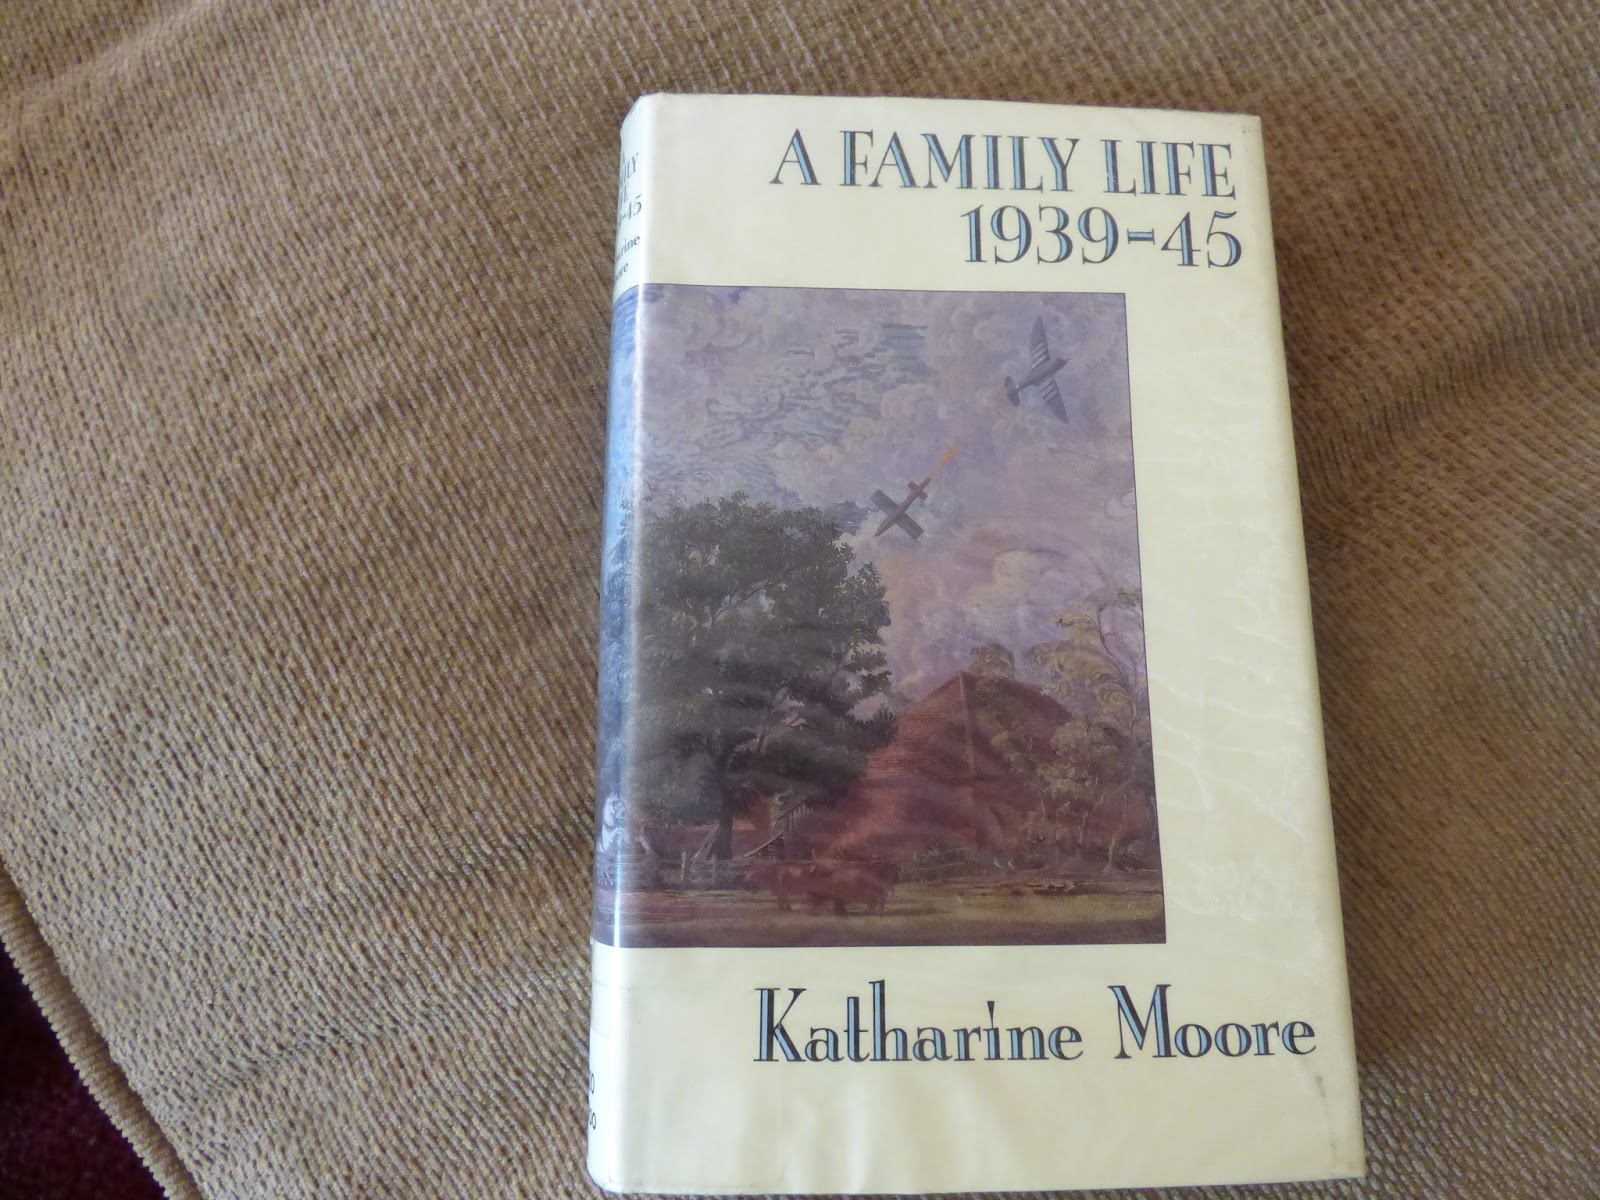 A FAMILY LIFE
1939-45
Katharine Moore